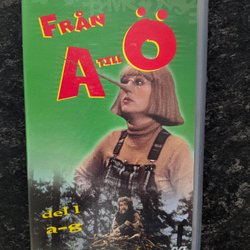 FRÅN
A TILL Ö
del 1
a-g